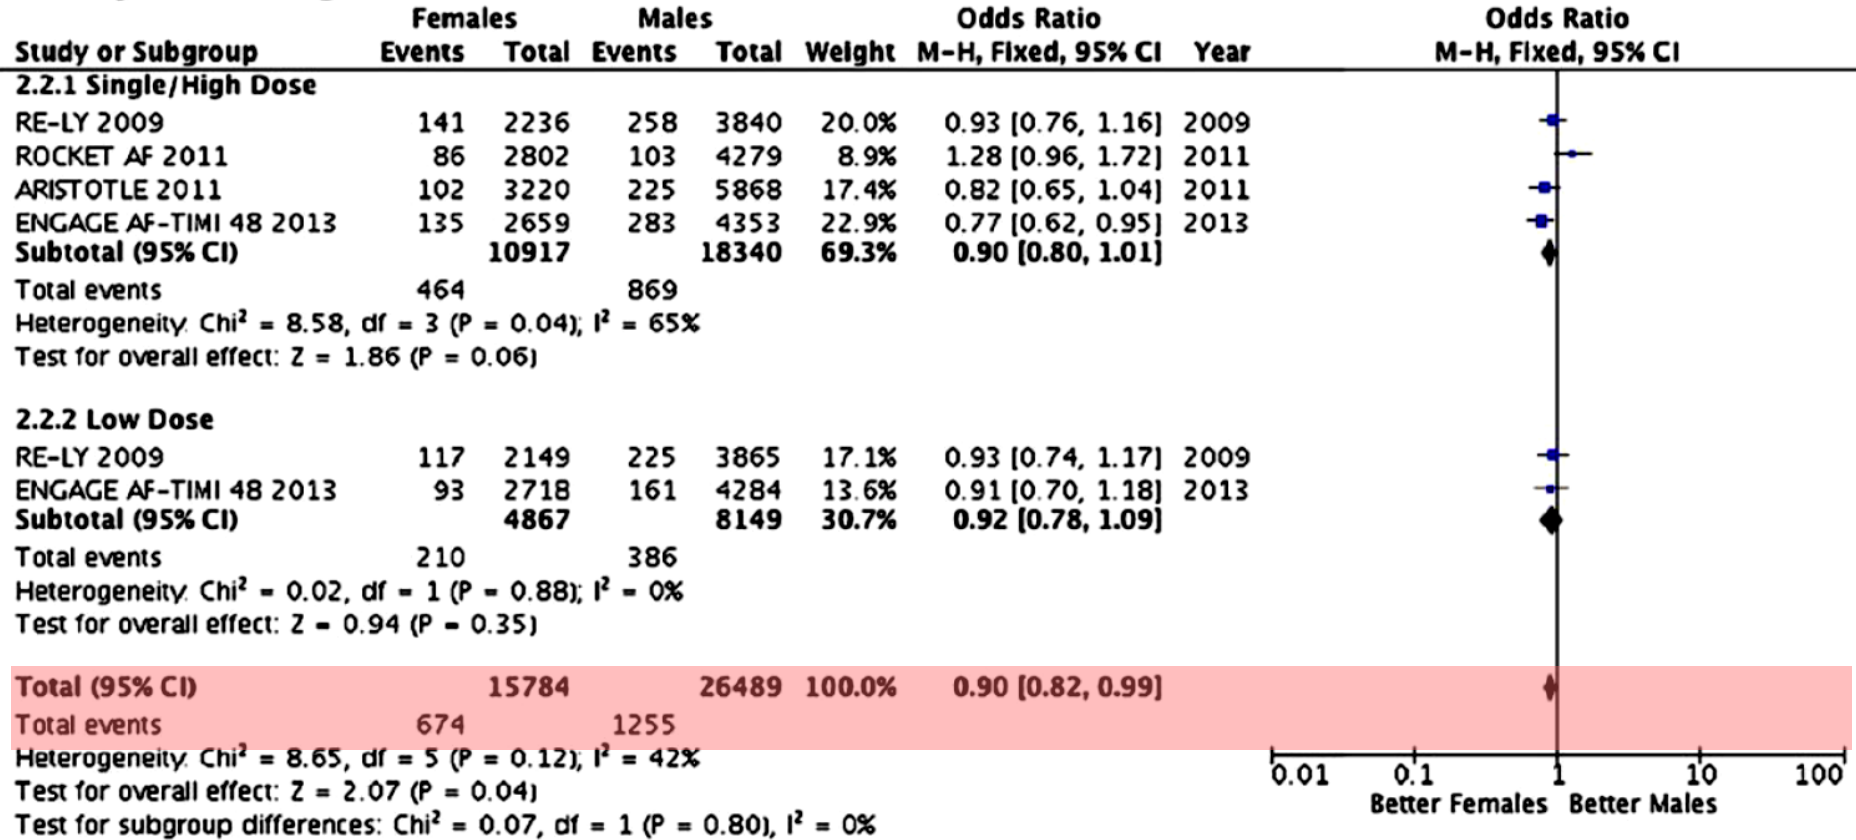 Females Males Odds Ratio Odds Ratio
Study or Subgroup Events Total Events Total Weight M-H, Fixed, 95% CI Year M-H, Fixed, 95% CI
2.2.1 Single/High Dose
RE-LY 2009 141 2236 258 3840 20.0% 0.93 [0.76, 1.16] 2009
ROCKET AF 2011 86 2802 103 4279 8.9% 1.28 [0.96, 1.72] 2011
ARISTOTLE 2011 102 3220 225 5868 17.4% 0.82 [0.65, 1.04] 2011
ENGAGE AF-TIMI 48 2013 135 2659 283 4353 22.9% 0.77 [0.62, 0.95] 2013
Subtotal (95% CI) 10917 18340 69.3% 0.90 [0.80, 1.01]
Total events 464 869
Heterogeneity: Chi² = 8.58, df = 3 (P = 0.04); I² = 65%
Test for overall effect: Z = 1.86 (P = 0.06)
2.2.2 Low Dose
RE-LY 2009 117 2149 225 3865 17.1% 0.93 [0.74, 1.17] 2009
ENGAGE AF-TIMI 48 2013 93 2718 161 4284 13.6% 0.91 [0.70, 1.18] 2013
Subtotal (95% CI) 4867 8149 30.7% 0.92 [0.78, 1.09]
Total events 210 386
Heterogeneity: Chi² = 0.02, df = 1 (P = 0.88); I² = 0%
Test for overall effect: Z = 0.94 (P = 0.35)
Total (95% CI) 15784 26489 100.0% 0.90 [0.82, 0.99]
Total events 674 1255
Heterogeneity: Chi² = 8.65, df = 5 (P = 0.12); I² = 42%
0.01 0.1 1 10 100
Test for overall effect: Z = 2.07 (P = 0.04)
Better Females Better Males
Test for subgroup differences: Chi² = 0.07, df = 1 (P = 0.80), I² = 0%